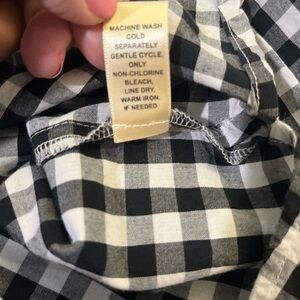 MACHINE WASH
COLD
SEPARATELY
GENTLE CYCLE,
ONLY
NON-CHLORINE
BLEACH,
LINE DRY,
WARM IRON,
IF NEEDED.